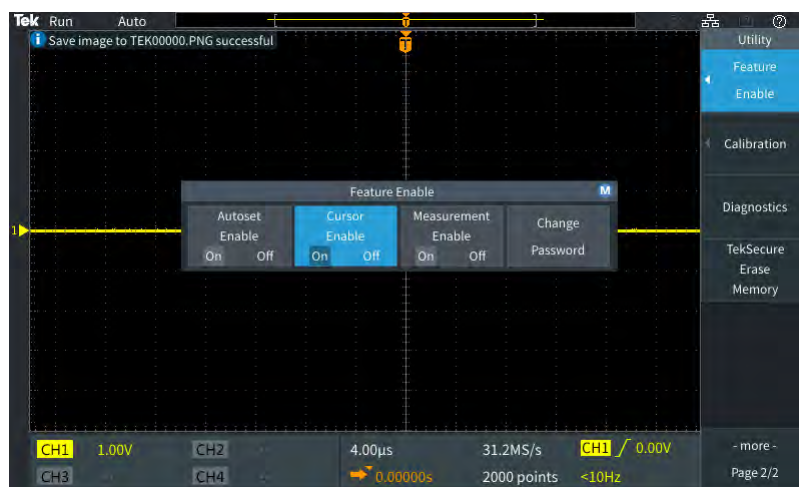 Tek Run Auto
T
i Save image to TEK00000.PNG successful
T
Utility
Feature
Enable
Calibration
Diagnostics
TekSecure
Erase
Memory
- more -
Page 2/2
Feature Enable M
Autoset
Enable
On Off
Cursor
Enable
On Off
Measurement
Enable
On Off
Change
Password
1
CH1 1.00V CH2 4.00µs 31.2MS/s CH1 0.00V
CH3 CH4 0.00000s 2000 points <10Hz